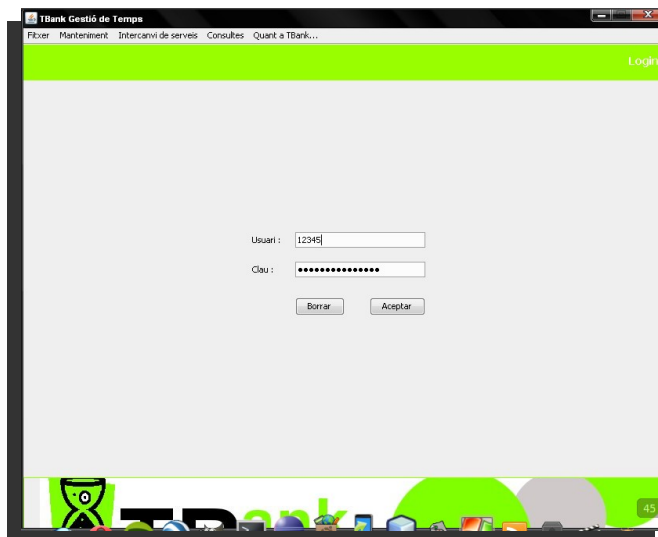 TBank Gestió de Temps
Fitxer Manteniment Intercanvi de serveis Consultes Quant a TBank...
Login
Usuari : 12345
Clau : ●●●●●●●●●●●●●●●
Borrar Aceptar
TBank
45